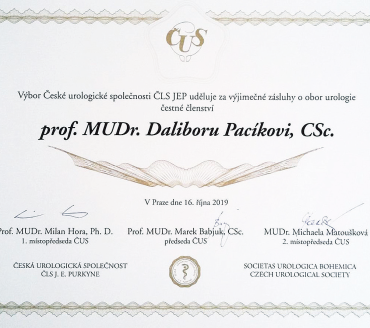 ČUS
Výbor České urologické společnosti ČLS JEP uděluje za výjimečné zásluhy o obor urologie
čestné členství
prof. MUDr. Daliboru Pacíkovi, CSc.
V Praze dne 16. října 2019
Prof. MUDr. Milan Hora, Ph. D. Prof. MUDr. Marek Babjuk, CSc. MUDr. Michaela Matoušková
1. místopředseda ČUS předseda ČUS 2. místopředseda ČUS
ČESKÁ UROLOGICKÁ SPOLEČNOST SOCIETAS UROLOGICA BOHEMICA
ČLS J. E. PURKYNĚ CZECH UROLOGICAL SOCIETY